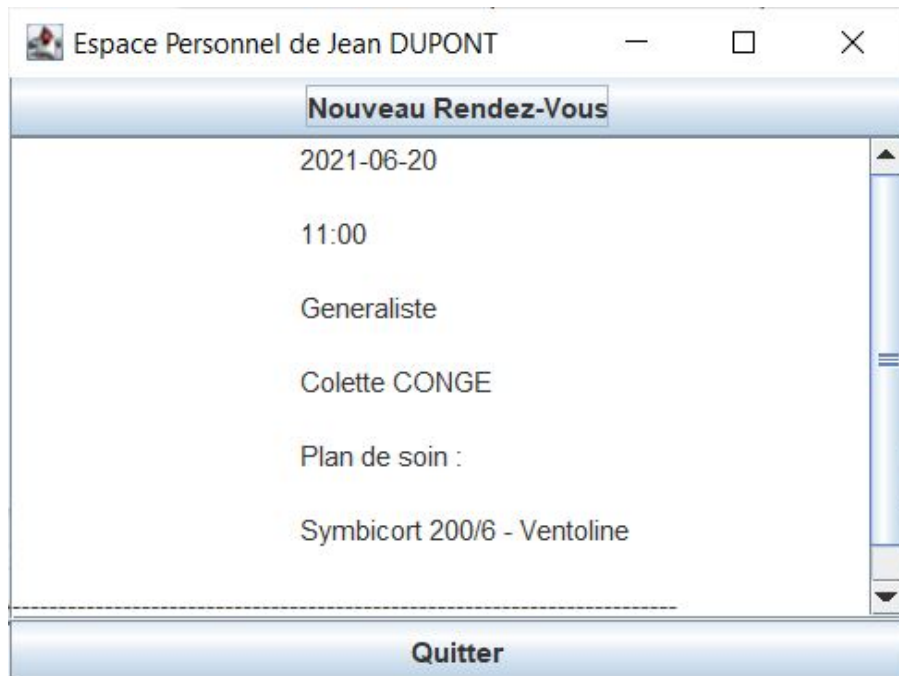 Espace Personnel de Jean DUPONT
Nouveau Rendez-Vous
2021-06-20
11:00
Generaliste
Colette CONGE
Plan de soin :
Symbicort 200/6 - Ventoline
--------------------------------------------------------------------------
Quitter